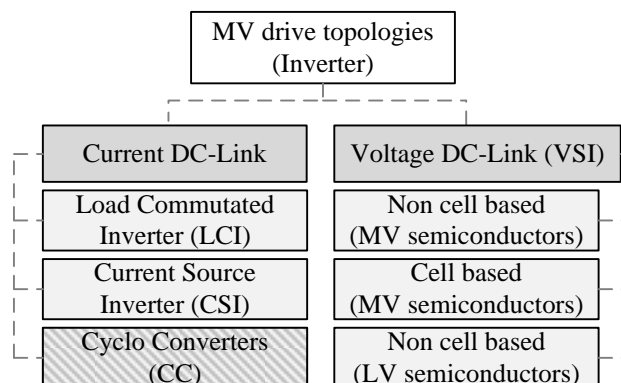 MV drive topologies
(Inverter)
Current DC-Link
Voltage DC-Link (VSI)
Load Commutated
Inverter (LCI)
Non cell based
(MV semiconductors)
Current Source
Inverter (CSI)
Cell based
(MV semiconductors)
Cyclo Converters
(CC)
Non cell based
(LV semiconductors)